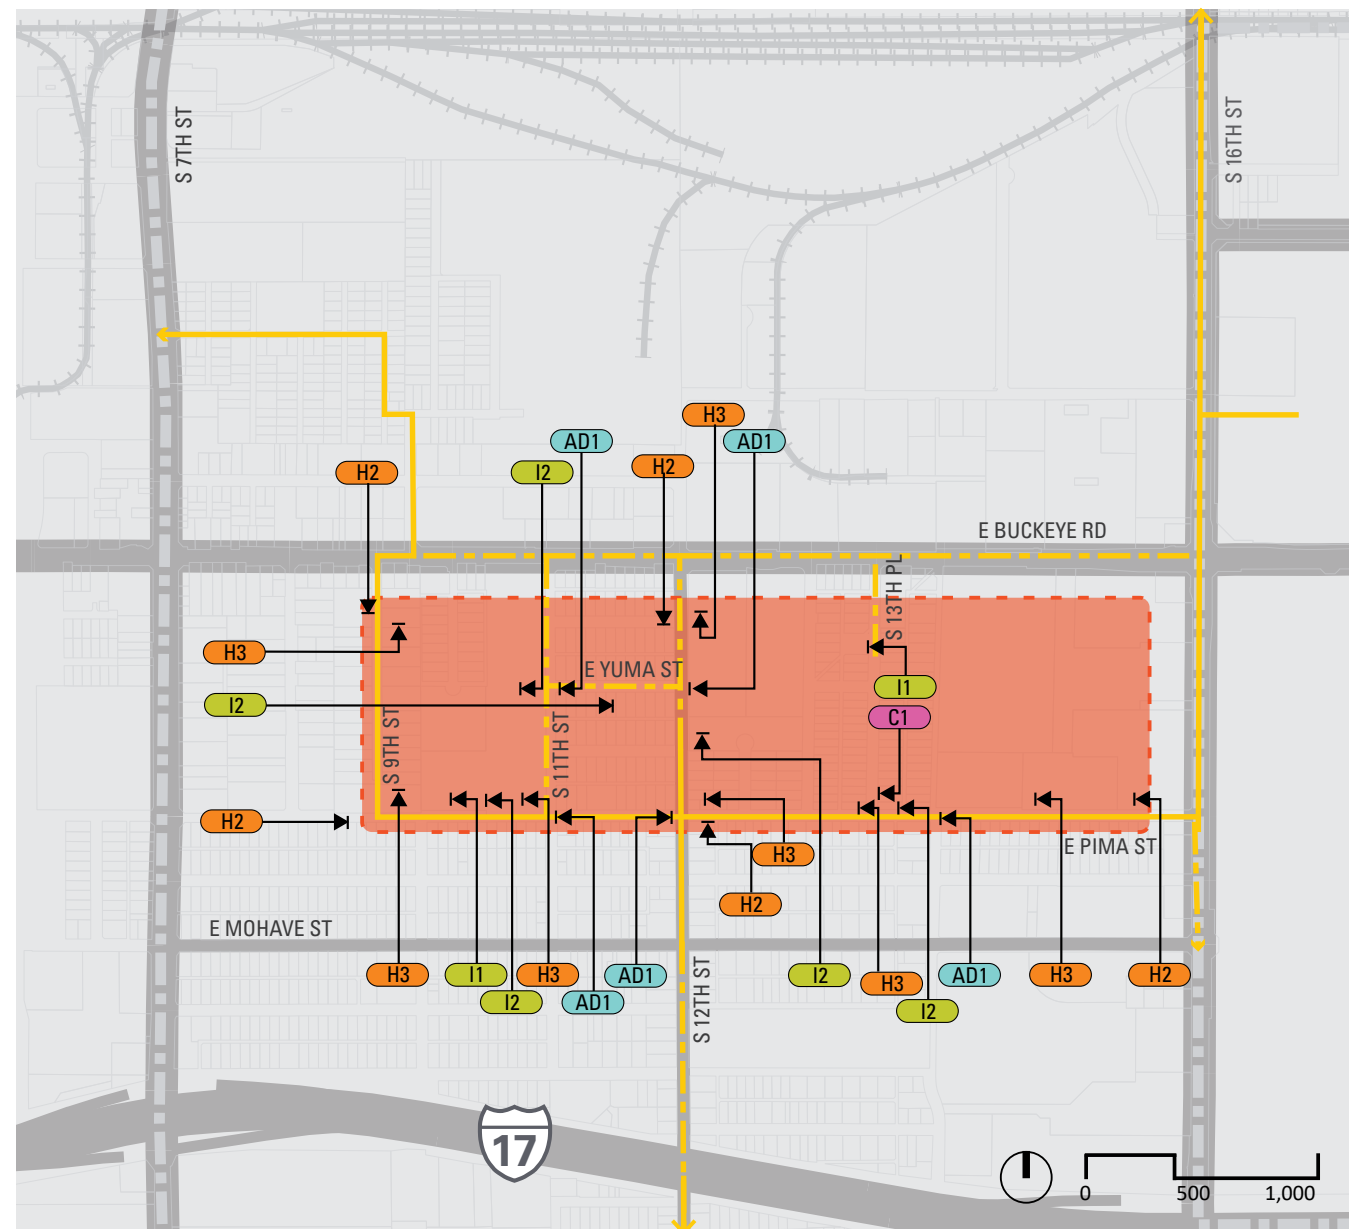 S 7TH ST
S 16TH ST
H3
AD1
AD1
H2
I2
H2
E BUCKEYE RD
S 13TH PL
H3
E YUMA ST
I1
I2
C1
S 9TH ST
S 11TH ST
H2
E PIMA ST
H3
H2
E MOHAVE ST
S 12TH ST
H3
I1
I2
H3
AD1
AD1
I2
H3
I2
AD1
H3
H2
17
0
500
1,000